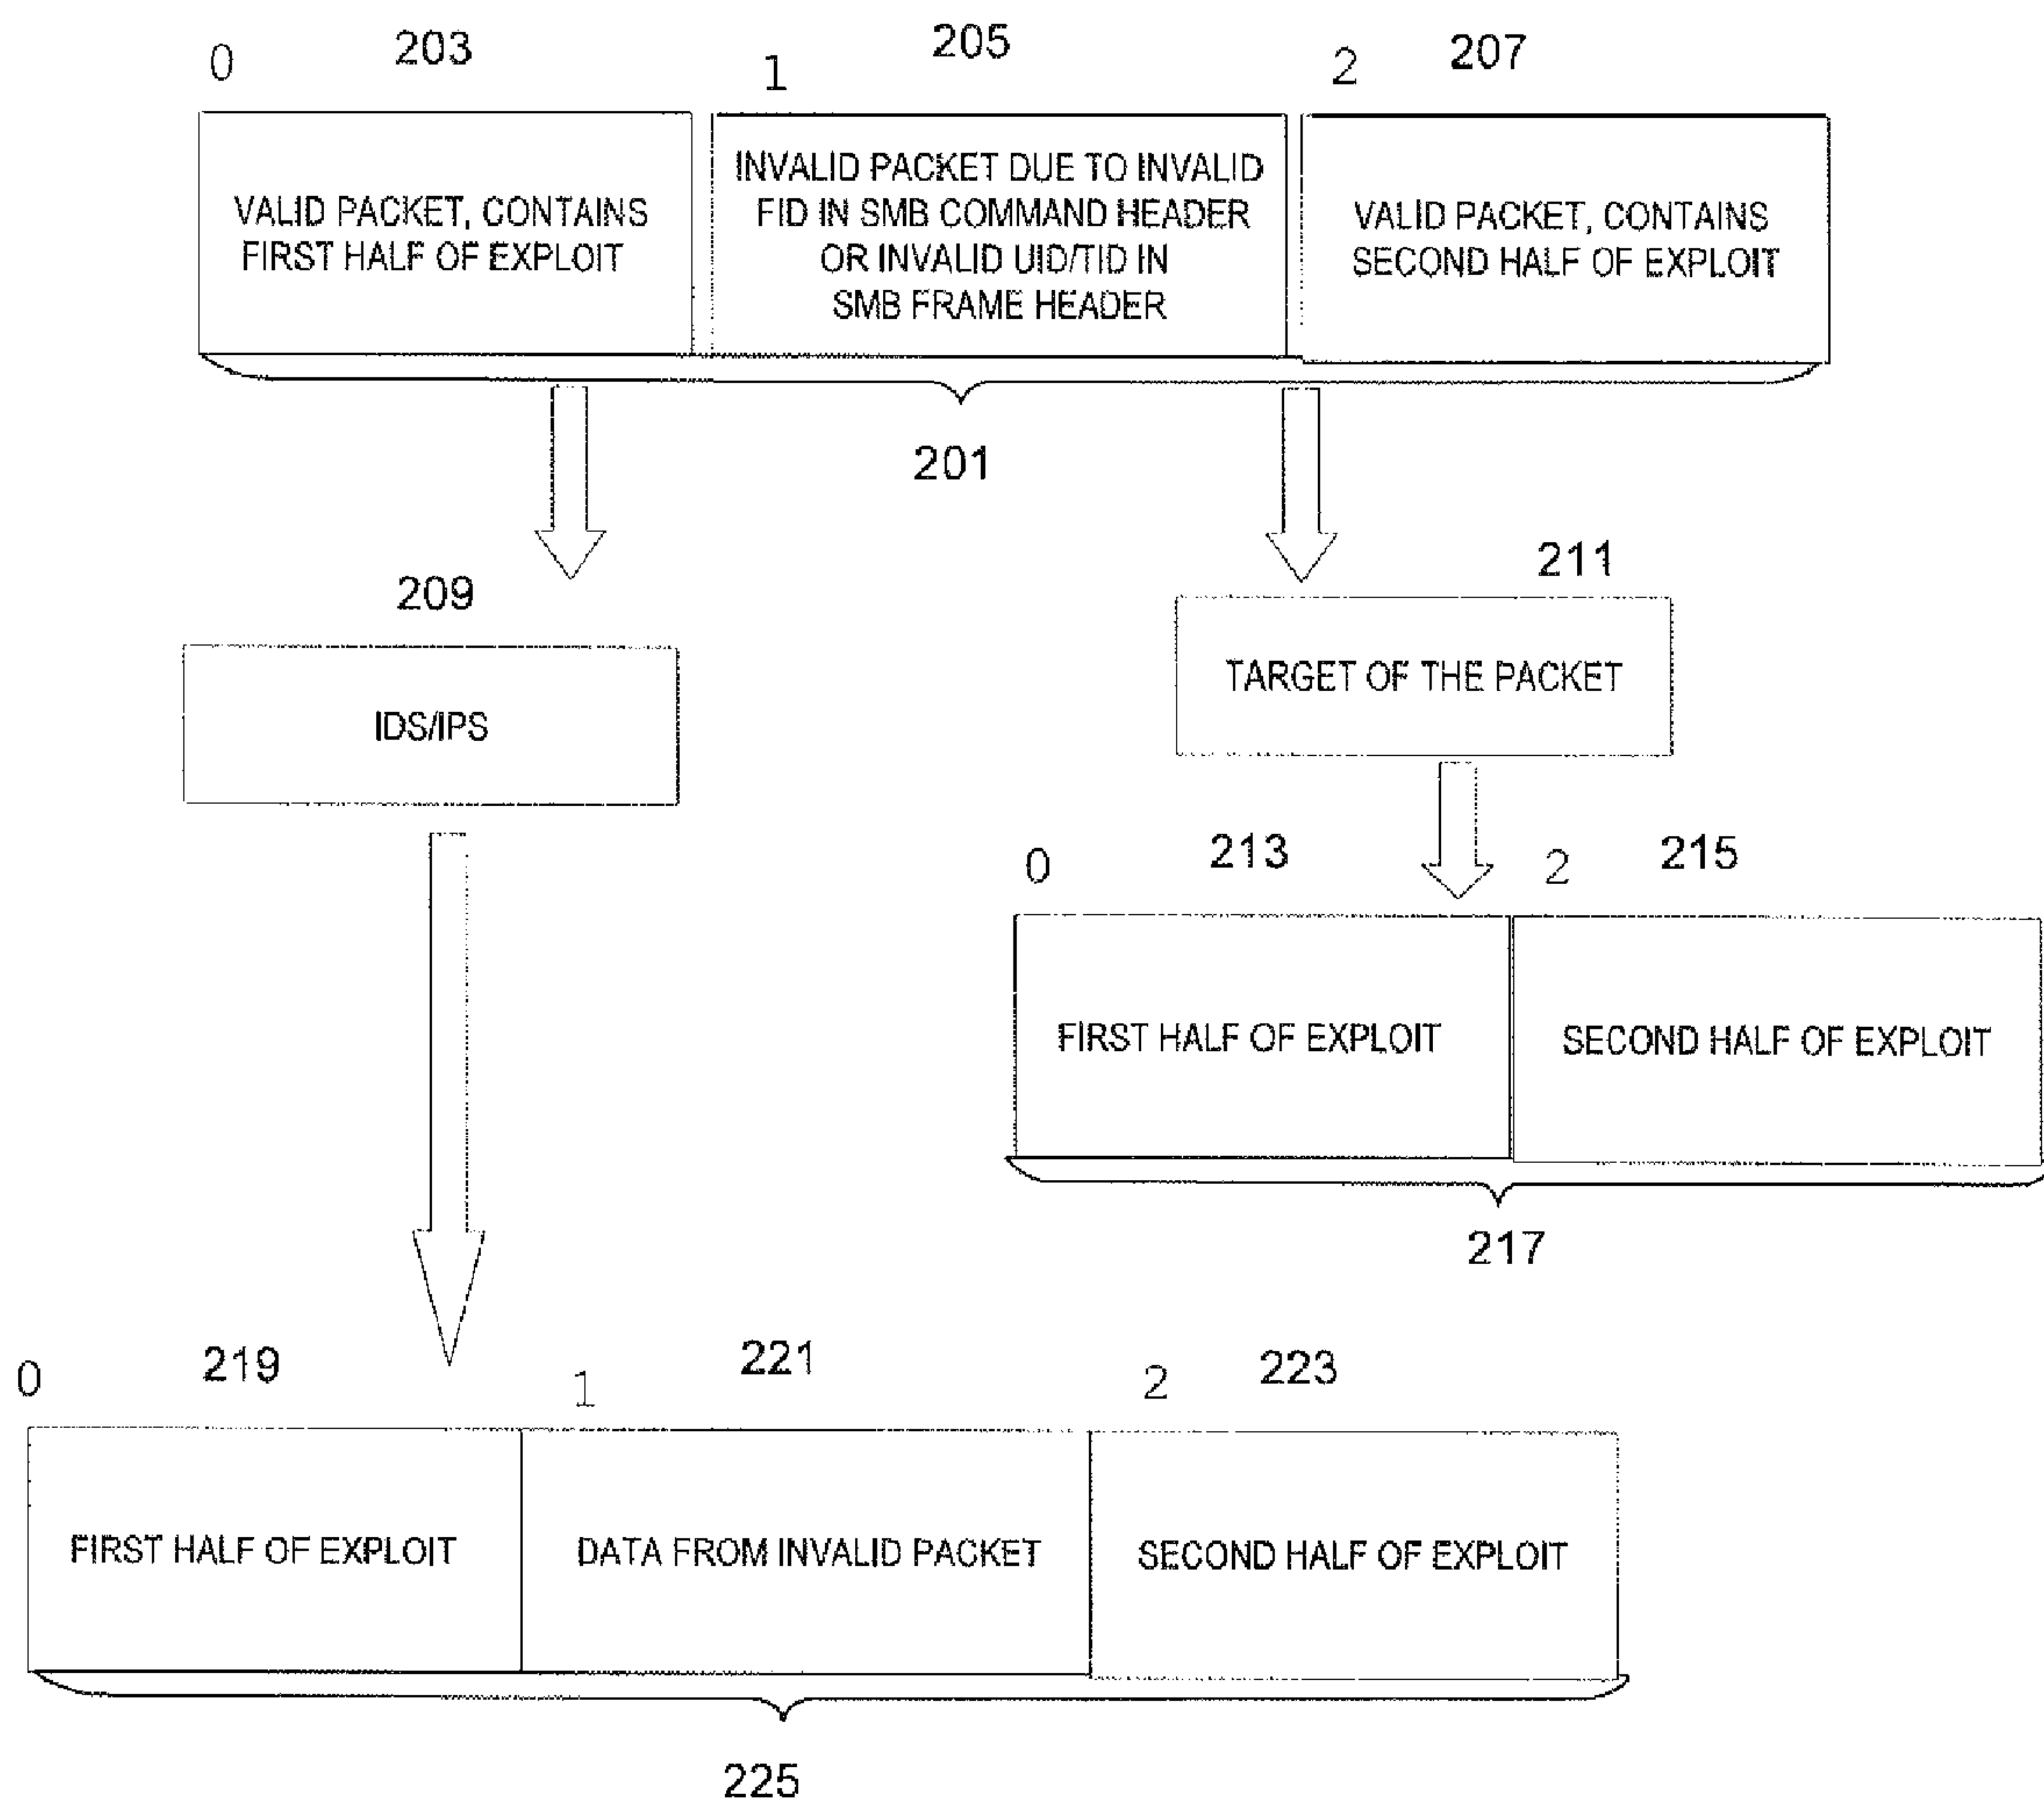 0 203 1 205 2 207
VALID PACKET, CONTAINS
FIRST HALF OF EXPLOIT
INVALID PACKET DUE TO INVALID
FID IN SMB COMMAND HEADER
OR INVALID UID/TID IN
SMB FRAME HEADER
VALID PACKET, CONTAINS
SECOND HALF OF EXPLOIT
201
209
IDS/IPS
211
TARGET OF THE PACKET
0 213 2 215
FIRST HALF OF EXPLOIT
SECOND HALF OF EXPLOIT
217
0 219 1 221 2 223
FIRST HALF OF EXPLOIT
DATA FROM INVALID PACKET
SECOND HALF OF EXPLOIT
225